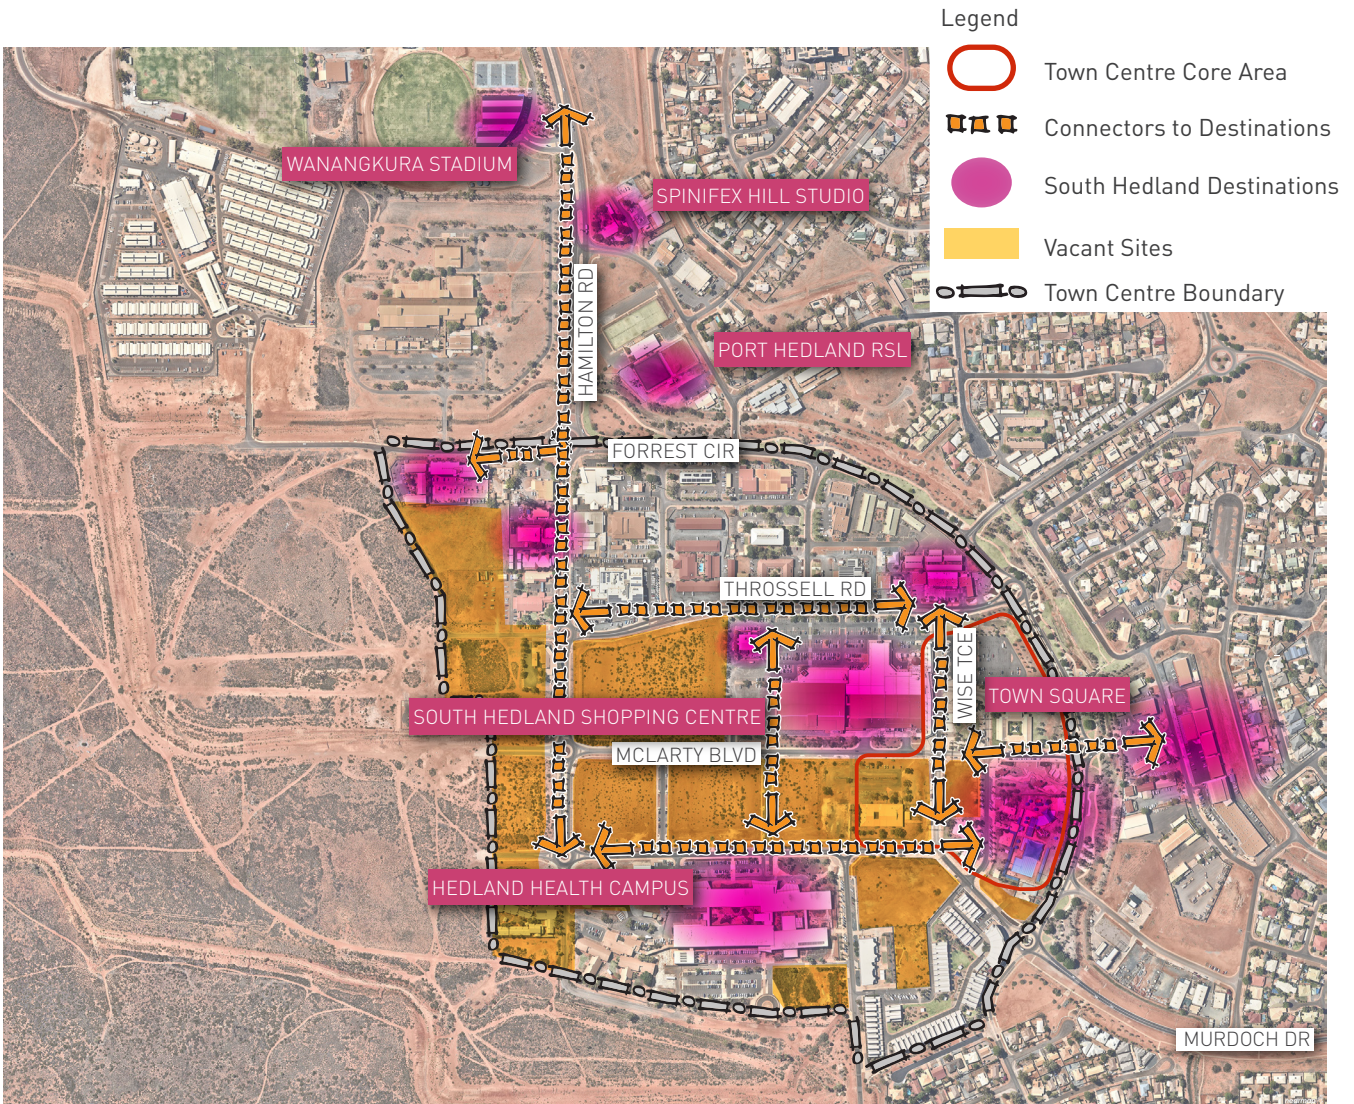 Legend
Town Centre Core Area
Connectors to Destinations
South Hedland Destinations
Vacant Sites
Town Centre Boundary
WANANGKURA STADIUM
SPINIFEX HILL STUDIO
HAMILTON RD
PORT HEDLAND RSL
FORREST CIR
THROSSELL RD
WISE TCE
TOWN SQUARE
SOUTH HEDLAND SHOPPING CENTRE
MCLARTY BLVD
HEDLAND HEALTH CAMPUS
MURDOCH DR